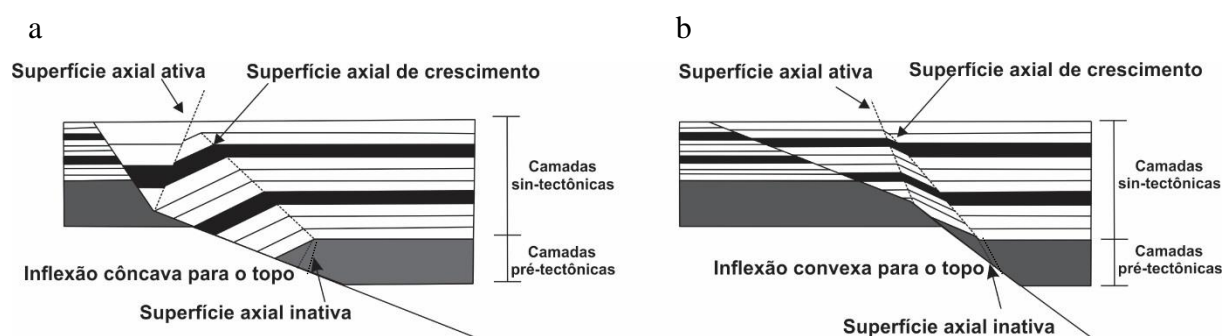 a
Superfície axial ativa
Superfície axial de crescimento
Camadas
sin-tectônicas
Camadas
pré-tectônicas
Inflexão côncava para o topo
Superfície axial inativa
b
Superfície axial ativa
Superfície axial de crescimento
Camadas
sin-tectônicas
Camadas
pré-tectônicas
Inflexão convexa para o topo
Superfície axial inativa